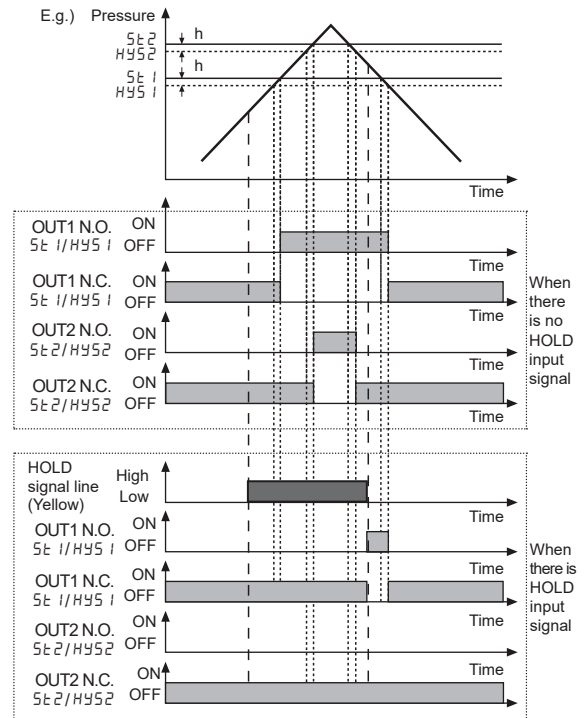 E.g.) Pressure
St2 h
HYS2
St1 h
HYS1
Time
OUT1 N.O. ON
St1/HYS1 OFF
Time
OUT1 N.C. ON
St1/HYS1 OFF
Time
OUT2 N.O. ON
St2/HYS2 OFF
Time
OUT2 N.C. ON
St2/HYS2 OFF
Time
When
there
is no
HOLD
input
signal
HOLD High
signal line Low
(Yellow)
Time
OUT1 N.O. ON
St1/HYS1 OFF
Time
OUT1 N.C. ON
St1/HYS1 OFF
Time
OUT2 N.O. ON
St2/HYS2 OFF
Time
OUT2 N.C. ON
St2/HYS2 OFF
Time
When
there is
HOLD
input
signal